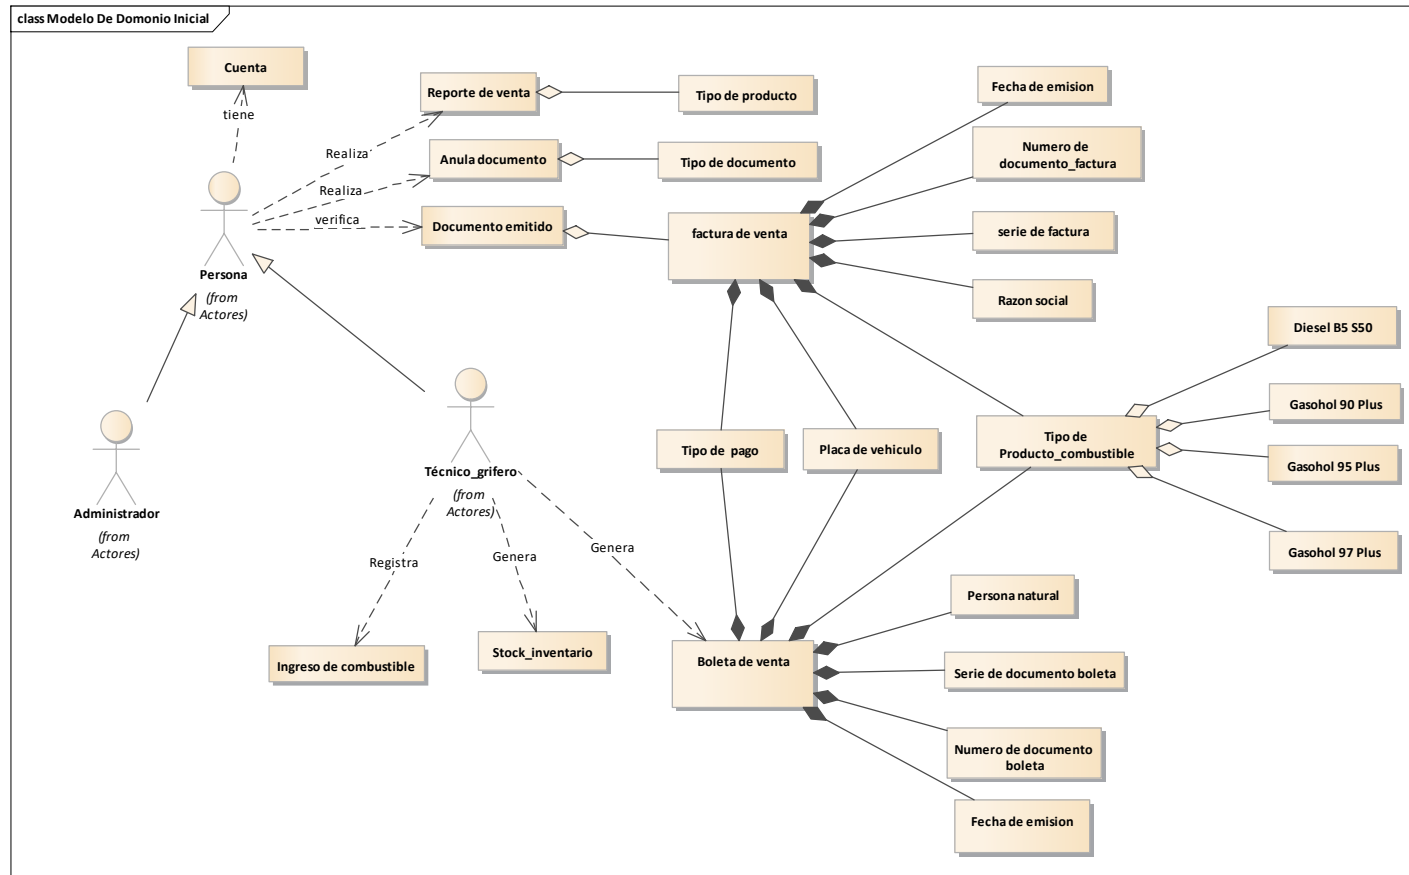 class Modelo De Domonio Inicial
Cuenta
tiene
Reporte de venta
Tipo de producto
Fecha de emision
Realiza
Anula documento
Tipo de documento
Numero de
documento_factura
Realiza
verifica
Documento emitido
factura de venta
serie de factura
Persona
(from
Actores)
Razon social
Diesel B5 S50
Gasohol 90 Plus
Tipo de pago
Placa de vehiculo
Tipo de
Producto_combustible
Gasohol 95 Plus
Técnico_grifero
(from
Actores)
Administrador
(from
Actores)
Gasohol 97 Plus
Registra
Genera
Genera
Persona natural
Ingreso de combustible
Stock_inventario
Boleta de venta
Serie de documento boleta
Numero de documento
boleta
Fecha de emision